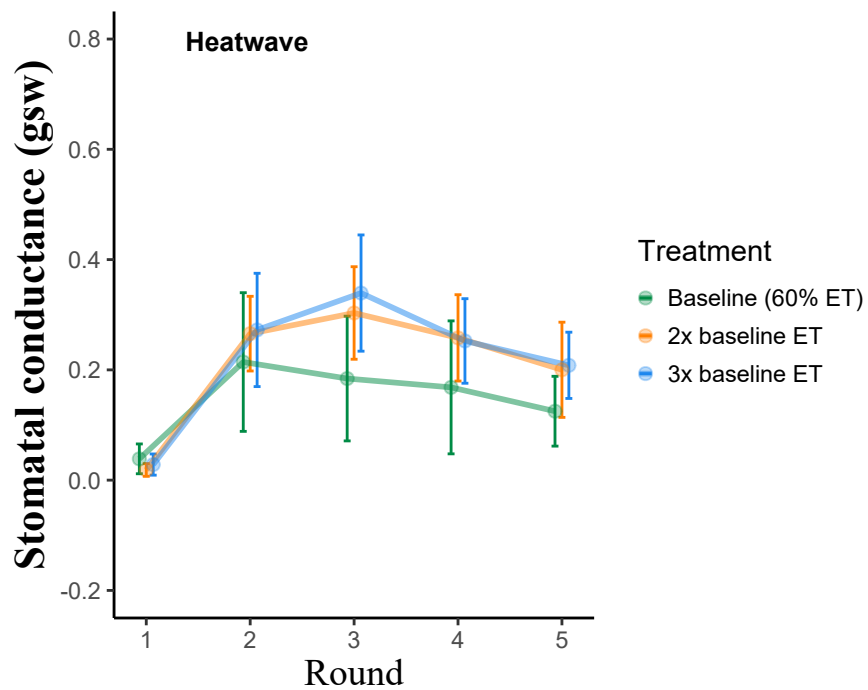 Heatwave
Stomatal conductance (gsw)
0.8
0.6
0.4
0.2
0.0
-0.2
1 2 3 4 5
Round
Treatment
Baseline (60% ET)
2x baseline ET
3x baseline ET